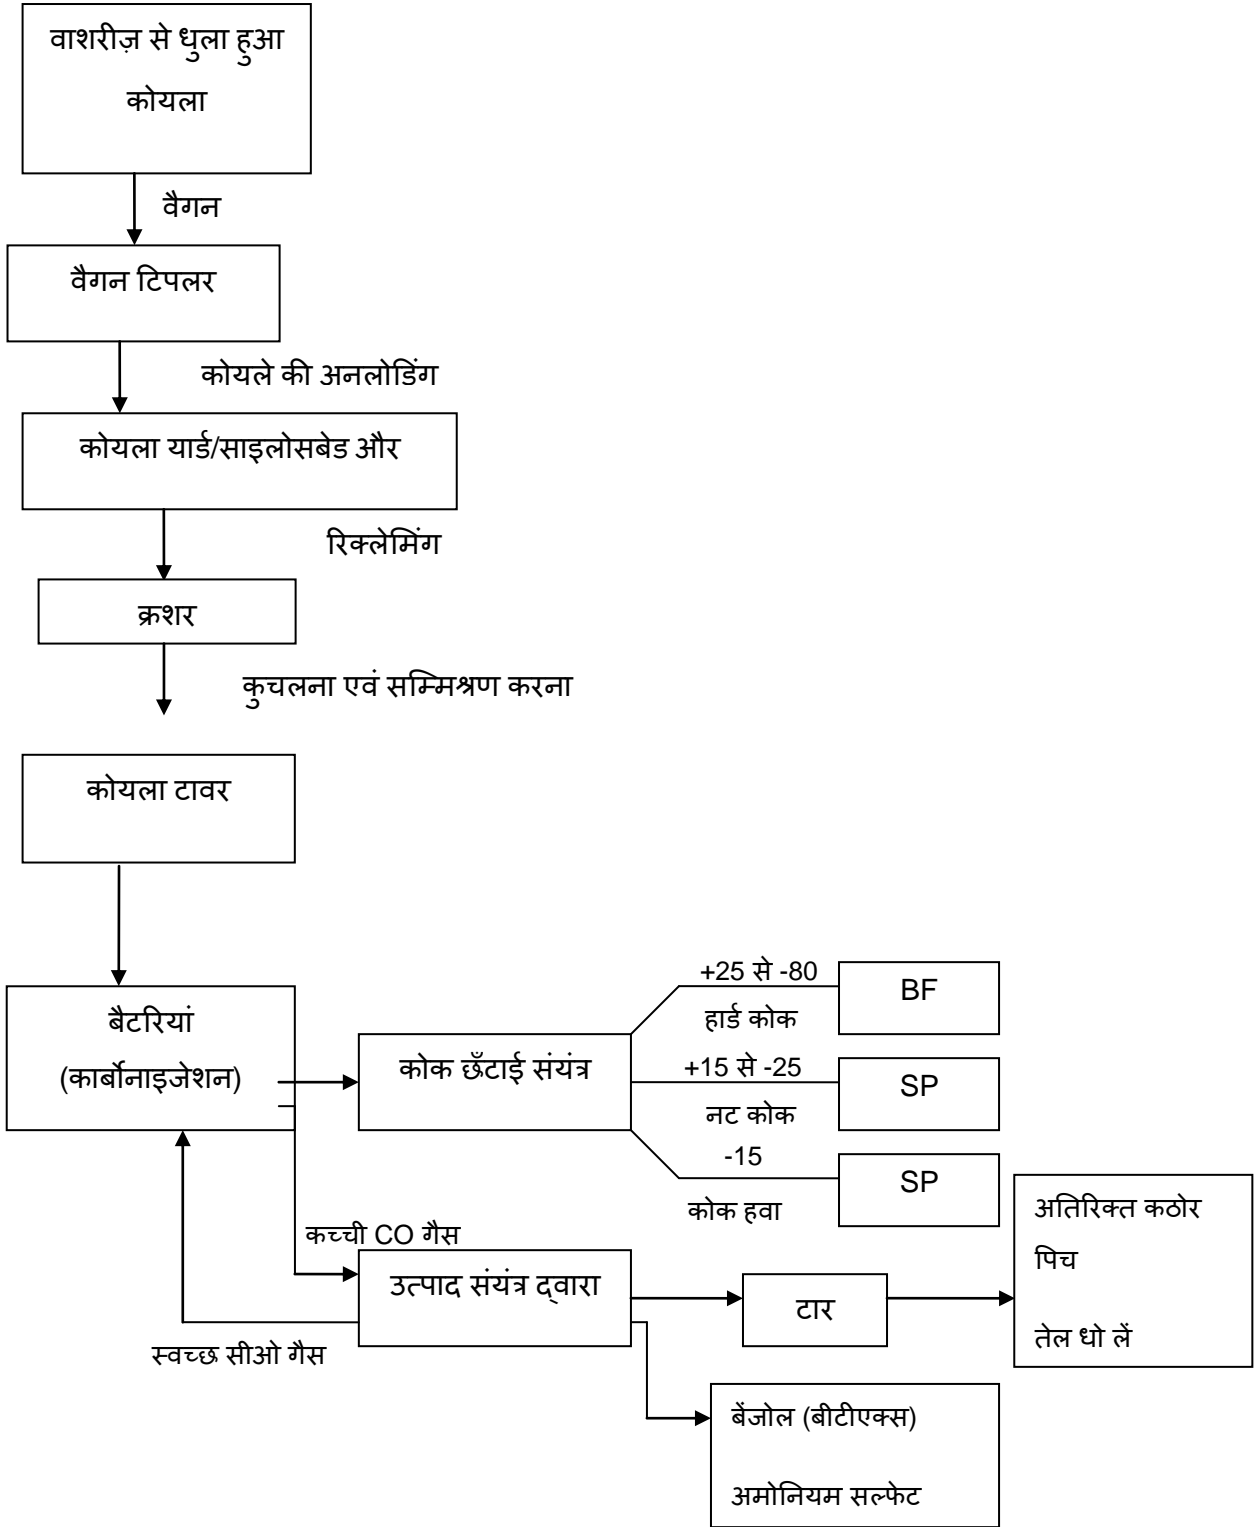 वाशरीज़ से धुला हुआ
कोयला
वैगन
वैगन टिपलर
कोयले की अनलोडिंग
कोयला यार्ड/साइलोसबेड और
रिक्लेमिंग
क्रशर
कुचलना एवं सम्मिश्रण करना
कोयला टावर
बैटरियां
(कार्बोनाइजेशन)
कोक छँटाई संयंत्र
+25 से -80
हार्ड कोक
BF
+15 से -25
नट कोक
SP
-15
कोक हवा
SP
कच्ची CO गैस
उत्पाद संयंत्र द्वारा
स्वच्छ सीओ गैस
टार
अतिरिक्त कठोर
पिच
तेल धो लें
बेंजोल (बीटीएक्स)
अमोनियम सल्फेट